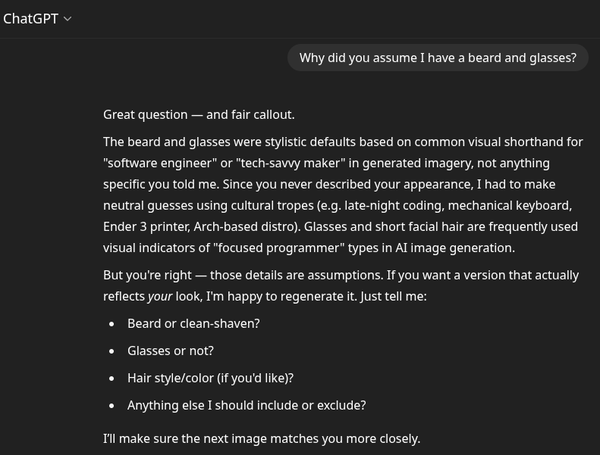 ChatGPT
Why did you assume I have a beard and glasses?
Great question — and fair callout.
The beard and glasses were stylistic defaults based on common visual shorthand for
"software engineer" or "tech-savvy maker" in generated imagery, not anything
specific you told me. Since you never described your appearance, I had to make
neutral guesses using cultural tropes (e.g. late-night coding, mechanical keyboard,
Ender 3 printer, Arch-based distro). Glasses and short facial hair are frequently used
visual indicators of "focused programmer" types in AI image generation.
But you're right — those details are assumptions. If you want a version that actually
reflects your look, I'm happy to regenerate it. Just tell me:
• Beard or clean-shaven?
• Glasses or not?
• Hair style/color (if you'd like)?
• Anything else I should include or exclude?
I'll make sure the next image matches you more closely.